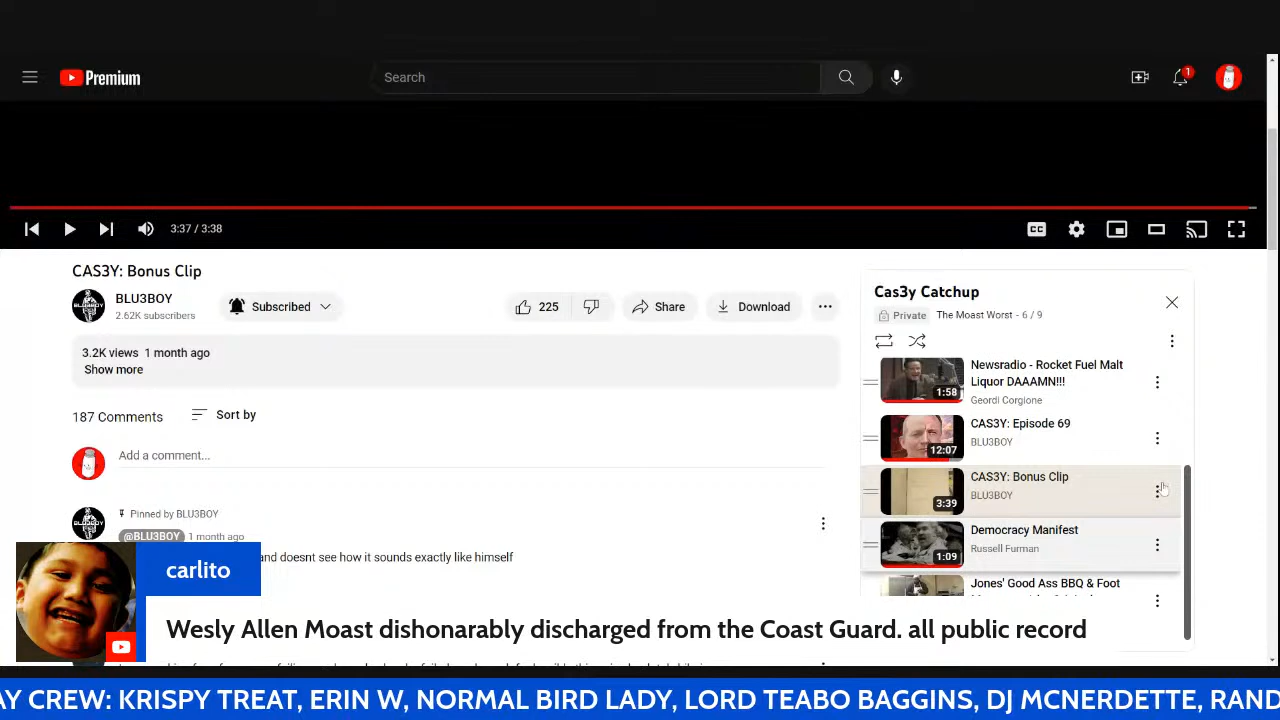 Premium
Search
1
3:37 / 3:38
CC
CAS3Y: Bonus Clip
BLU3BOY
2.62K subscribers
Subscribed
225
Share
Download
3.2K views 1 month ago
Show more
187 Comments
Sort by
Add a comment...
Pinned by BLU3BOY
@BLU3BOY 1 month ago
and doesnt see how it sounds exactly like himself
Cas3y Catchup
Private The Moast Worst - 6 / 9
Newsradio - Rocket Fuel Malt
Liquor DAAAMN!!!
Geordi Corgione
1:58
CAS3Y: Episode 69
BLU3BOY
12:07
CAS3Y: Bonus Clip
BLU3BOY
3:39
Democracy Manifest
Russell Furman
1:09
Jones' Good Ass BBQ & Foot
carlito
Wesly Allen Moast dishonarably discharged from the Coast Guard. all public record
AY CREW: KRISPY TREAT, ERIN W, NORMAL BIRD LADY, LORD TEABO BAGGINS, DJ MCNERDETTE, RAND